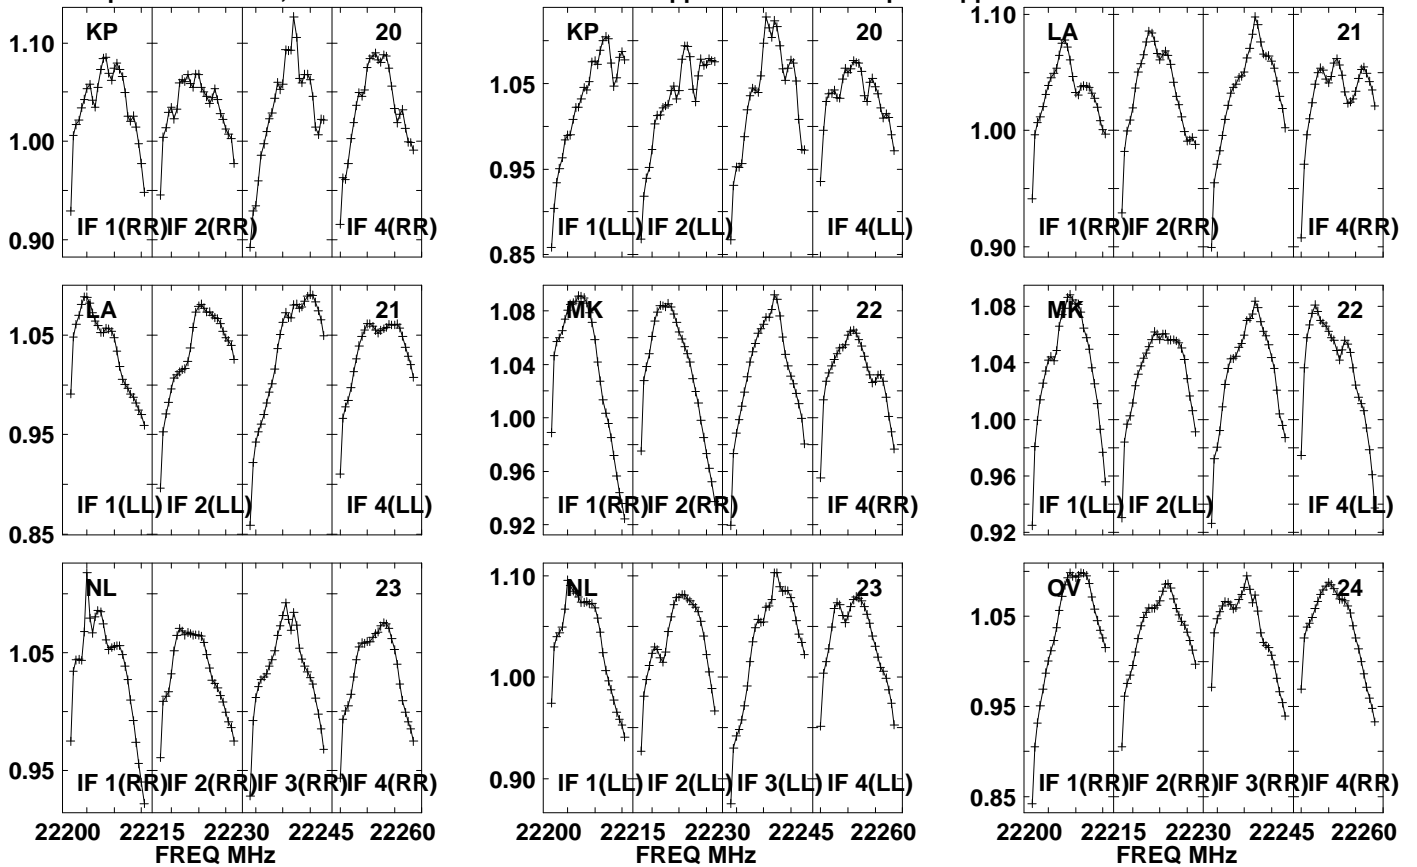 KP 20
1.10
1.00
0.90
IF 1(RR) IF 2(RR) IF 4(RR)
KP 20
1.05
0.95
0.85
IF 1(LL) IF 2(LL) IF 4(LL)
LA 21
1.10
1.00
0.90
IF 1(RR) IF 2(RR) IF 4(RR)
LA 21
1.05
0.95
0.85
IF 1(LL) IF 2(LL) IF 4(LL)
MK 22
1.08
1.04
1.00
0.96
0.92
IF 1(RR) IF 2(RR) IF 4(RR)
MK 22
1.08
1.04
1.00
0.96
0.92
IF 1(LL) IF 2(LL) IF 4(LL)
NL 23
1.05
0.95
IF 1(RR) IF 2(RR) IF 3(RR) IF 4(RR)
22200 22215 22230 22245 22260
FREQ MHz
NL 23
1.10
1.00
0.90
IF 1(LL) IF 2(LL) IF 3(LL) IF 4(LL)
22200 22215 22230 22245 22260
FREQ MHz
OV 24
1.05
0.95
0.85
IF 1(RR) IF 2(RR) IF 3(RR) IF 4(RR)
22200 22215 22230 22245 22260
FREQ MHz